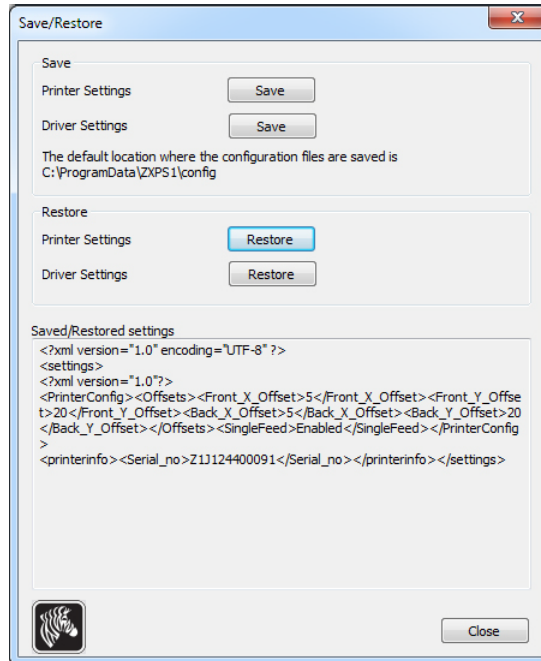 Save/Restore
Save
Printer Settings
Save
Driver Settings
Save
The default location where the configuration files are saved is
C:\ProgramData\ZXPS1\config
Restore
Printer Settings
Restore
Driver Settings
Restore
Saved/Restored settings
<?xml version="1.0" encoding="UTF-8" ?>
<settings>
<?xml version="1.0"?>
<PrinterConfig><Offsets><Front_X_Offset>5</Front_X_Offset><Front_Y_Offse
t>20</Front_Y_Offset><Back_X_Offset>5</Back_X_Offset><Back_Y_Offset>20
</Back_Y_Offset></Offsets><SingleFeed>Enabled</SingleFeed></PrinterConfig
>
<printerinfo><Serial_no>Z1J124400091</Serial_no></printerinfo></settings>
Close